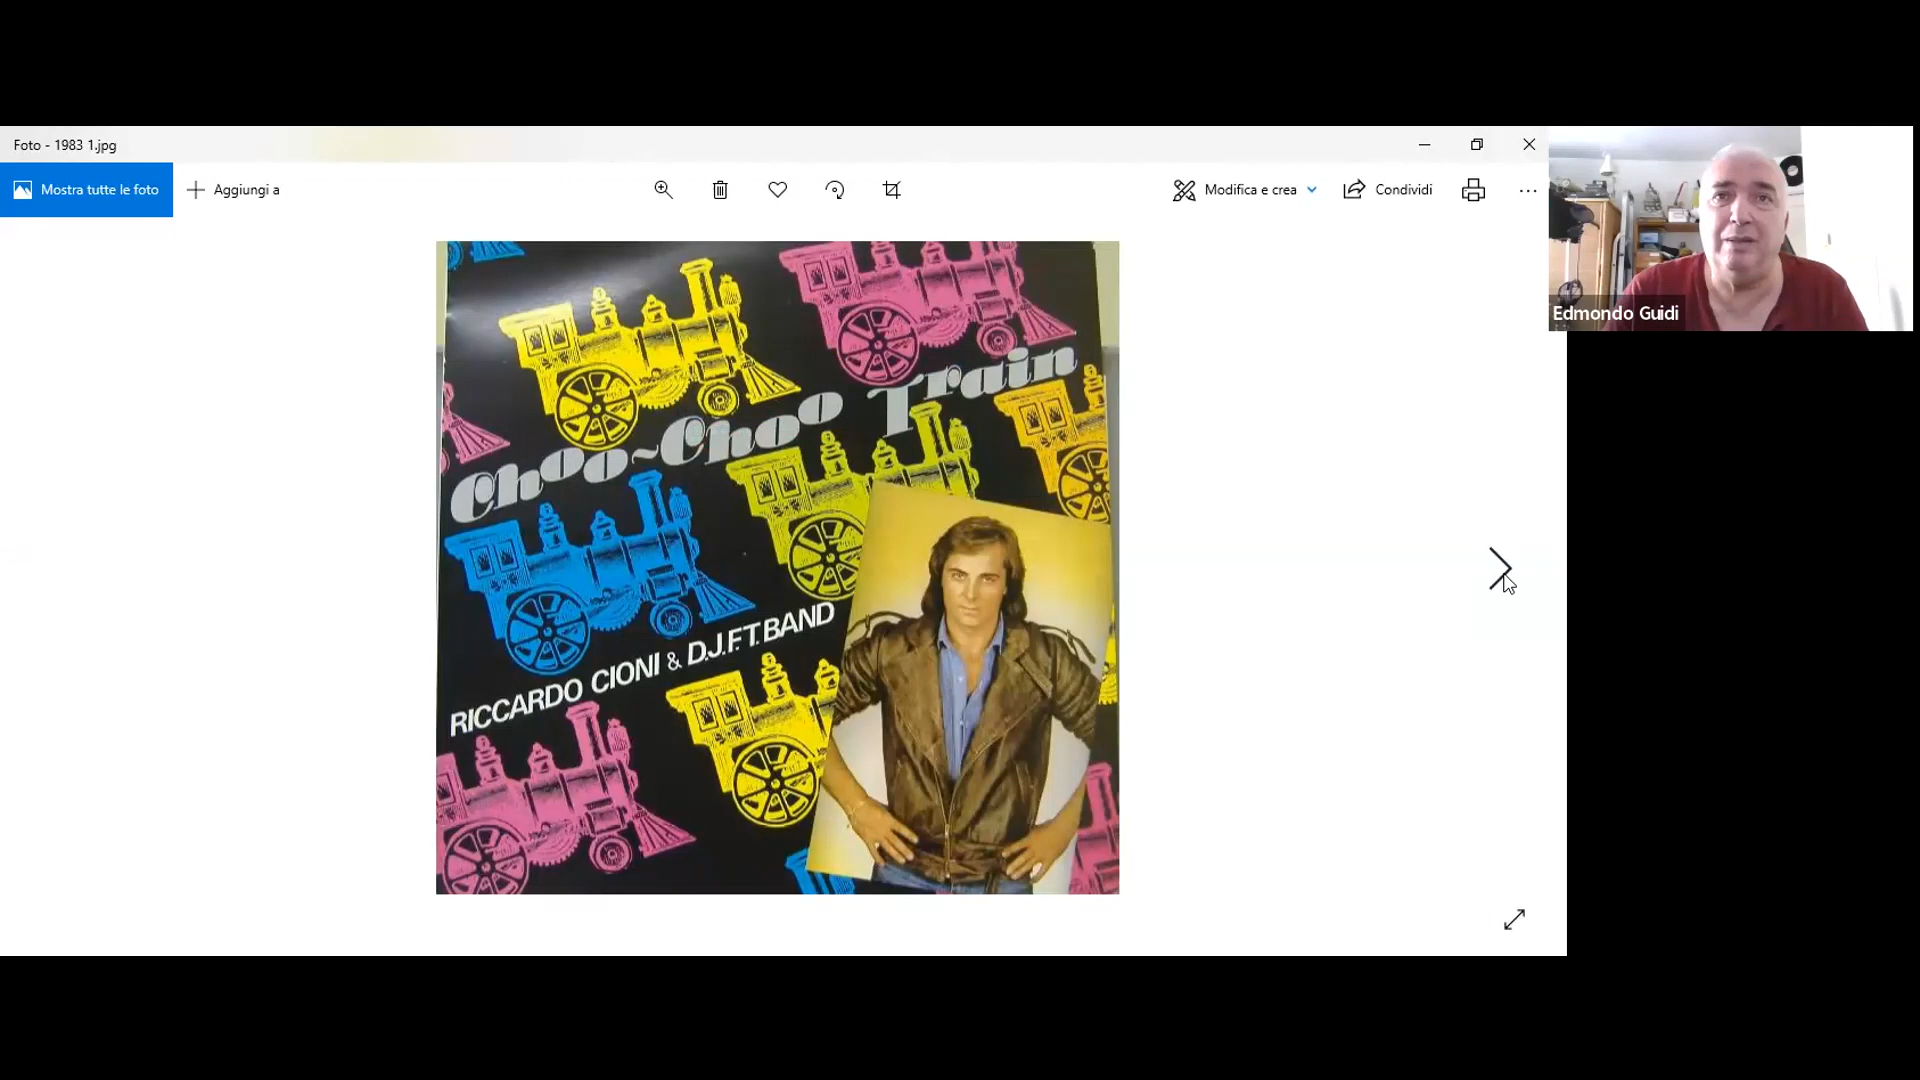 Foto - 1983 1.jpg
Mostra tutte le foto
Aggiungi a
Modifica e crea
Condividi
Edmondo Guidi
Choo~Choo Train
RICCARDO CIONI & D.J.F.T. BAND